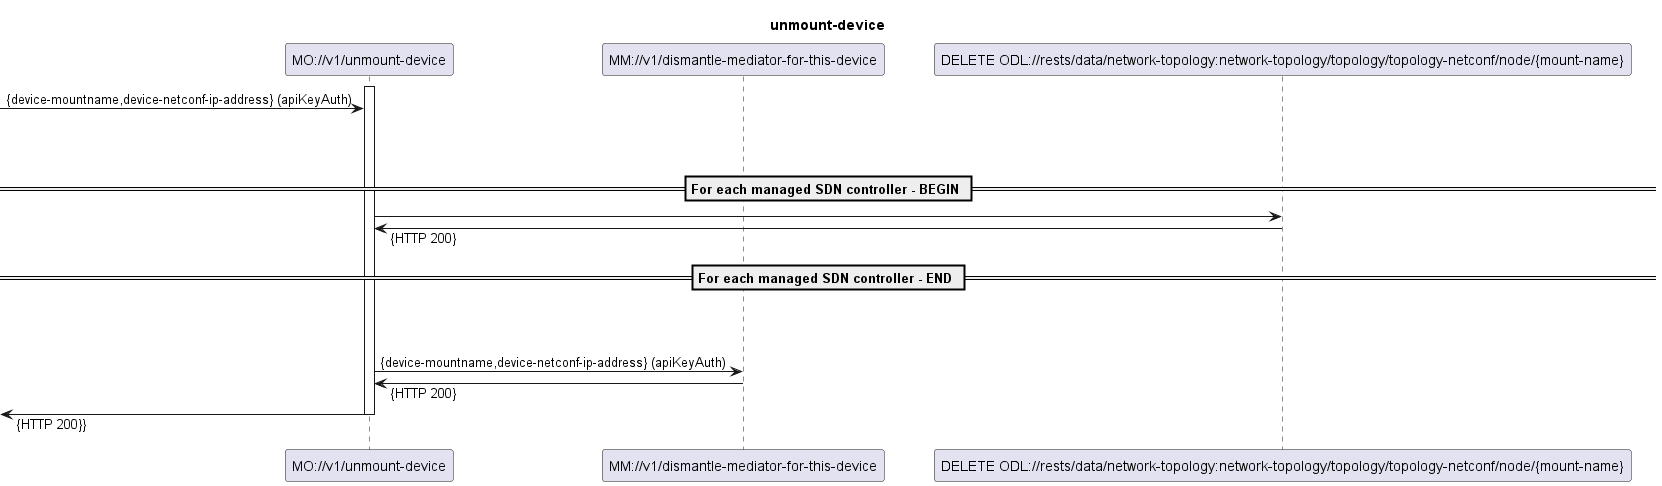 unmount-device
MO://v1/unmount-device
MM://v1/dismantle-mediator-for-this-device
DELETE ODL://rests/data/network-topology:network-topology/topology/topology-netconf/node/{mount-name}
{device-mountname,device-netconf-ip-address} (apiKeyAuth)
For each managed SDN controller - BEGIN
{HTTP 200}
For each managed SDN controller - END
{device-mountname,device-netconf-ip-address} (apiKeyAuth)
{HTTP 200}
{HTTP 200}}
MO://v1/unmount-device
MM://v1/dismantle-mediator-for-this-device
DELETE ODL://rests/data/network-topology:network-topology/topology/topology-netconf/node/{mount-name}